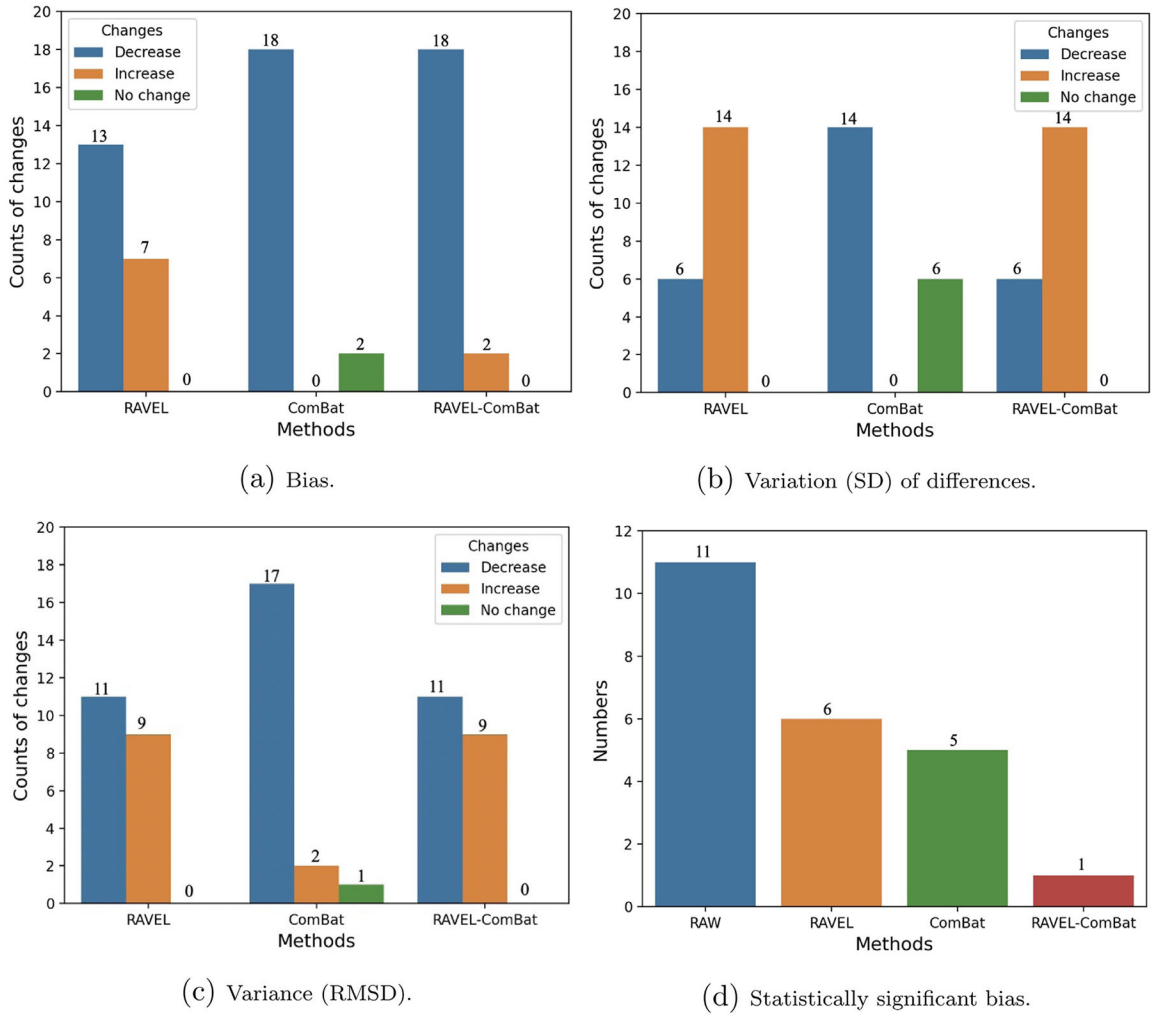 Counts of changes
20
18
16
14
12
10
8
6
4
2
0
Changes
Decrease
Increase
No change
13
7
0
18
0
2
18
2
0
RAVEL
ComBat
RAVEL-ComBat
Methods
(a) Bias.
Counts of changes
20
18
16
14
12
10
8
6
4
2
0
Changes
Decrease
Increase
No change
6
14
0
14
0
6
6
14
0
RAVEL
ComBat
RAVEL-ComBat
Methods
(b) Variation (SD) of differences.
Counts of changes
20
18
16
14
12
10
8
6
4
2
0
Changes
Decrease
Increase
No change
11
9
0
17
2
1
11
9
0
RAVEL
ComBat
RAVEL-ComBat
Methods
(c) Variance (RMSD).
Numbers
12
10
8
6
4
2
0
11
6
5
1
RAW
RAVEL
ComBat
RAVEL-ComBat
Methods
(d) Statistically significant bias.